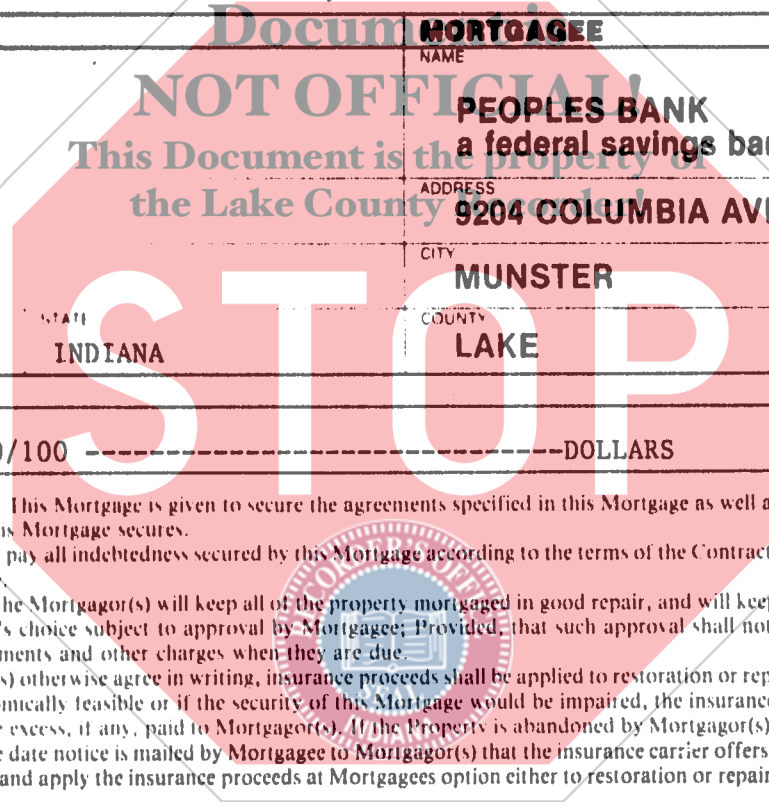 Document is
MORTGAGEE
NAME
NOT OFFICIAL!
PEOPLES BANK
This Document is the property of
a federal savings ba
the Lake County Recorder!
ADDRESS
9204 COLUMBIA AV
CITY
MUNSTER
STATE
COUNTY
INDIANA
LAKE
STOP
/100 -------------------------------DOLLARS
This Mortgage is given to secure the agreements specified in this Mortgage as well a
Mortgage secures.
pay all indebtedness secured by this Mortgage according to the terms of the Contract
he Mortgagor(s) will keep all of the property mortgaged in good repair, and will keep
's choice subject to approval by Mortgagee; Provided, that such approval shall not
ments and other charges when they are due.
s) otherwise agree in writing, insurance proceeds shall be applied to restoration or rep
omically feasible or if the security of this Mortgage would be impaired, the insurance
excess, if any, paid to Mortgagor(s). If the Property is abandoned by Mortgagor(s)
date notice is mailed by Mortgagee to Mortgagor(s) that the insurance carrier offers
and apply the insurance proceeds at Mortgagees option either to restoration or repair
RECORDER'S OFFICE
SEAL
INDIANA